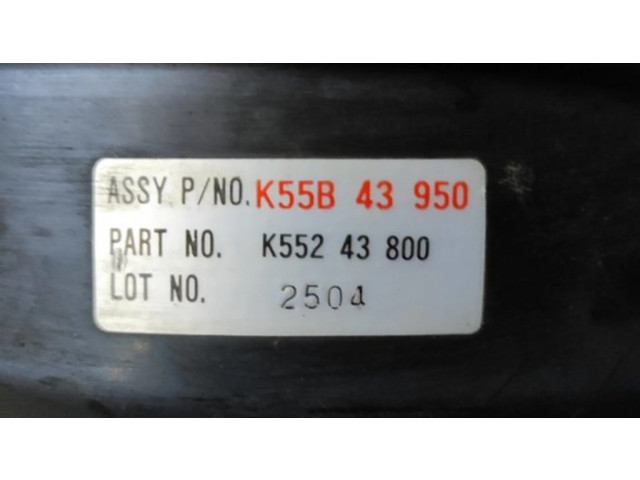 ASSY P/NO. K55B 43 950
PART NO. K552 43 800
LOT NO. 2504